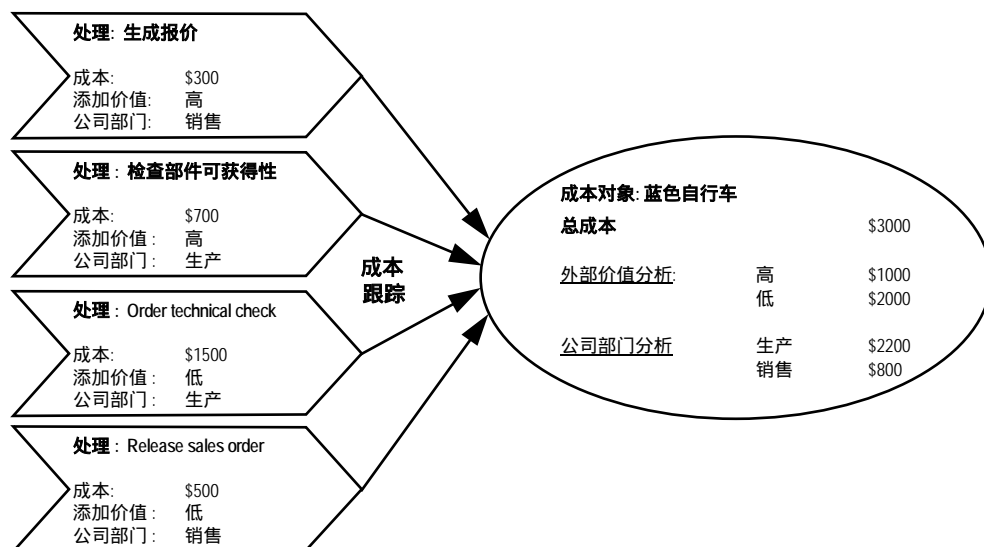 处理: 生成报价
成本: $300
添加价值: 高
公司部门: 销售
处理 : 检查部件可获得性
成本: $700
添加价值 : 高
公司部门 : 生产
处理 : Order technical check
成本: $1500
添加价值 : 低
公司部门 : 生产
处理 : Release sales order
成本: $500
添加价值 : 低
公司部门 : 销售
成本
跟踪
成本对象: 蓝色自行车
总成本 $3000
外部价值分析: 高 $1000
低 $2000
公司部门分析 生产 $2200
销售 $800